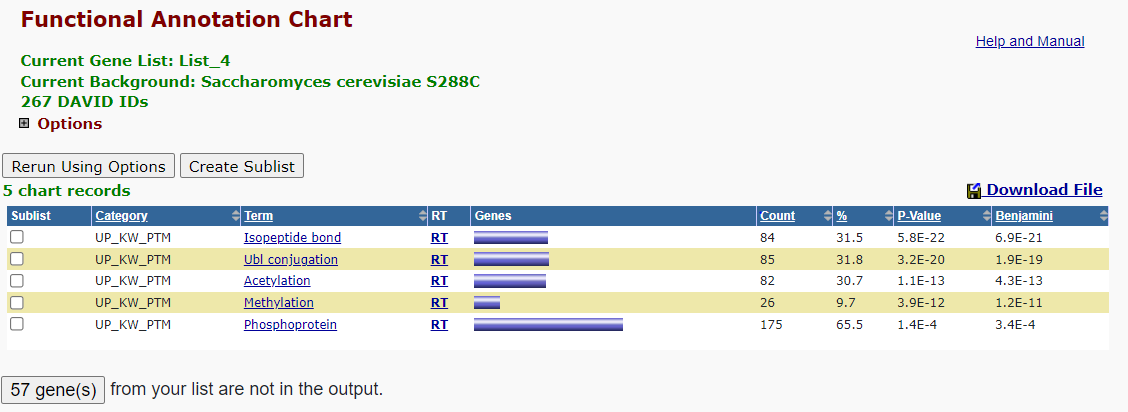 Functional Annotation Chart
Help and Manual
Current Gene List: List_4
Current Background: Saccharomyces cerevisiae S288C
267 DAVID IDs
Options
Rerun Using Options Create Sublist
5 chart records Download File
Sublist Category Term RT Genes Count % P-Value Benjamini
UP_KW_PTM Isopeptide bond RT 84 31.5 5.8E-22 6.9E-21
UP_KW_PTM Ubl conjugation RT 85 31.8 3.2E-20 1.9E-19
UP_KW_PTM Acetylation RT 82 30.7 1.1E-13 4.3E-13
UP_KW_PTM Methylation RT 26 9.7 3.9E-12 1.2E-11
UP_KW_PTM Phosphoprotein RT 175 65.5 1.4E-4 3.4E-4
57 gene(s) from your list are not in the output.